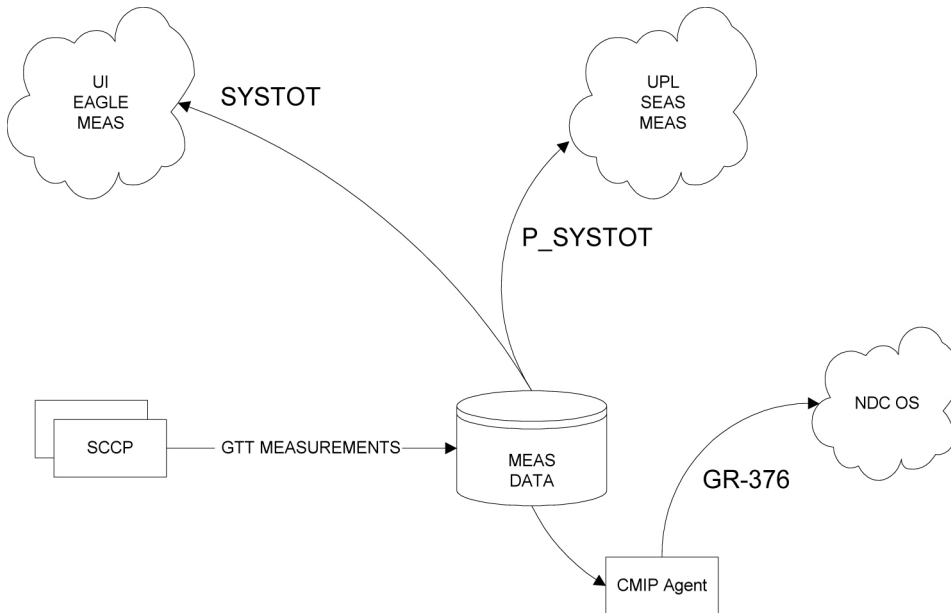 UI
EAGLE
MEAS
SYSTOT
UPL
SEAS
MEAS
P_SYSTOT
NDC OS
SCCP
GTT MEASUREMENTS
MEAS
DATA
GR-376
CMIP Agent